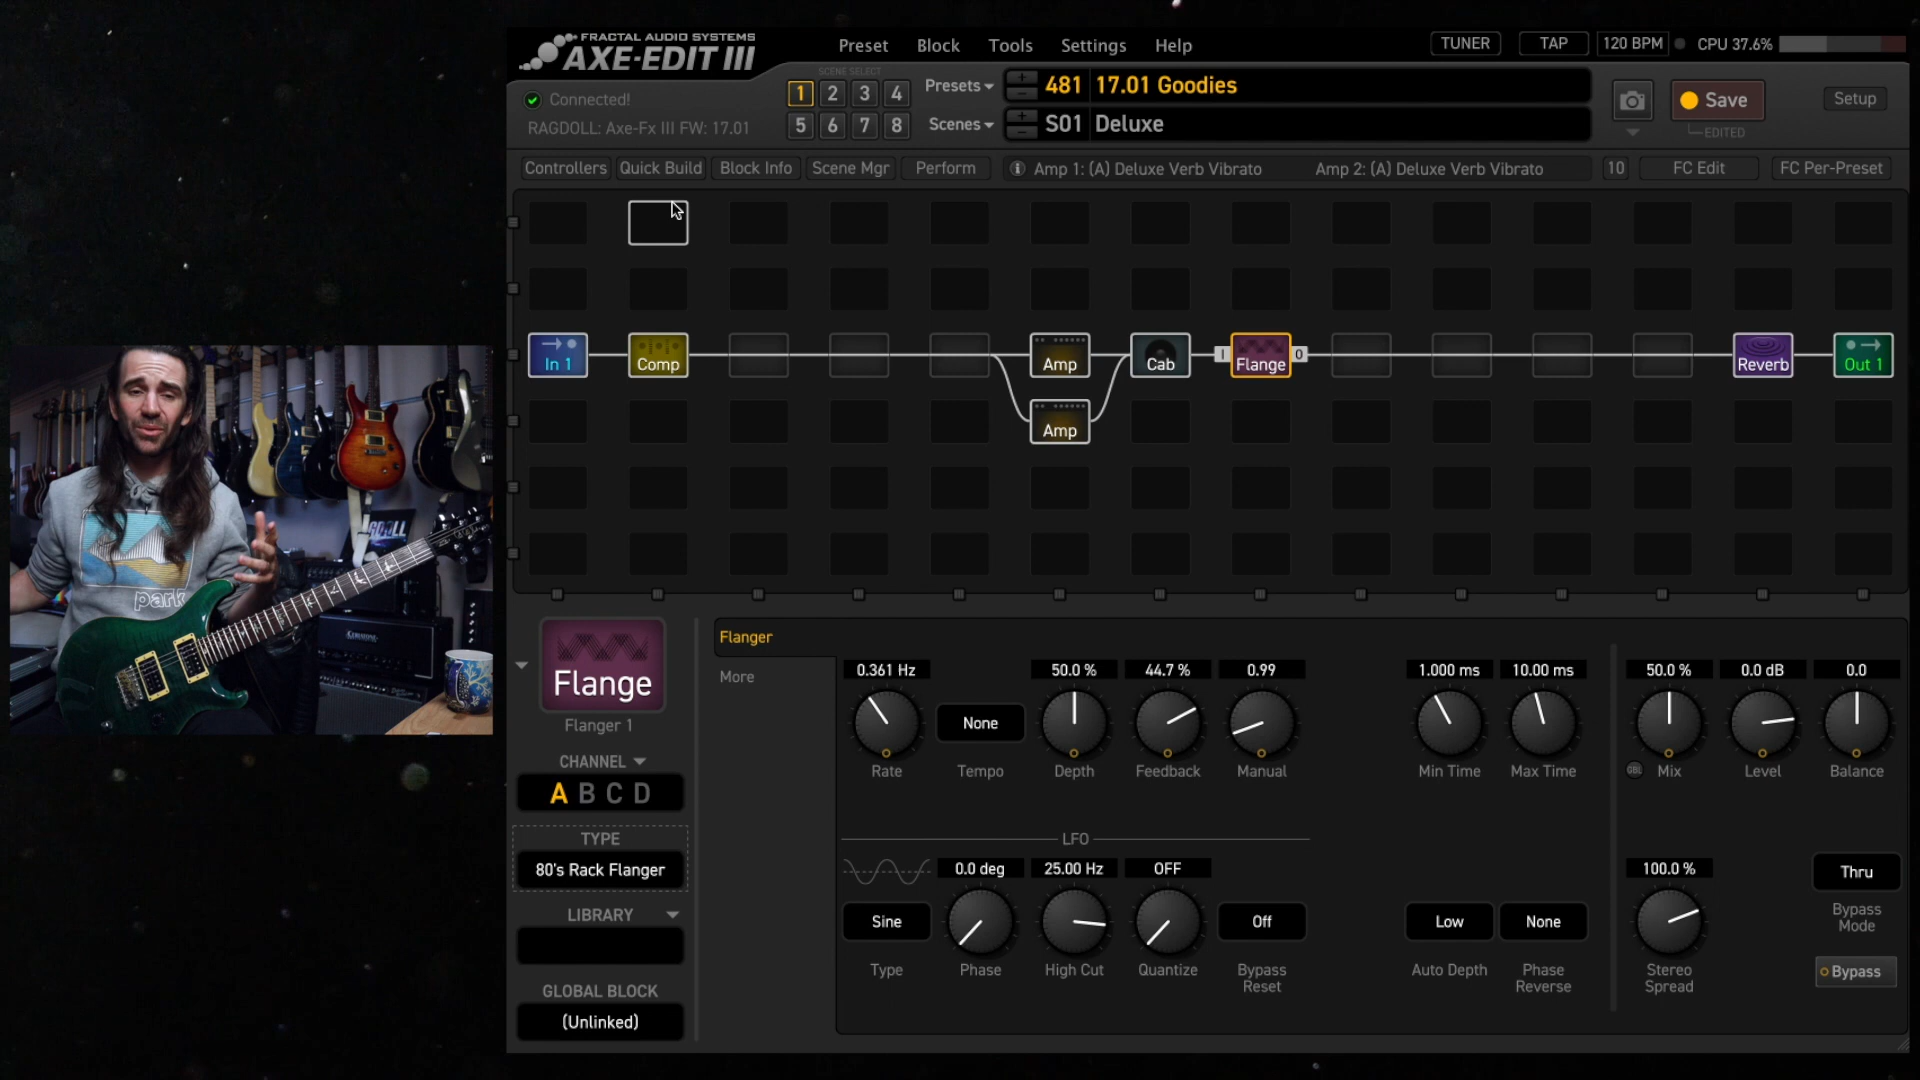 FRACTAL AUDIO SYSTEMS
AXE-EDIT III
Preset Block Tools Settings Help
TUNER TAP 120 BPM CPU 37.6%
Connected!
RAGDOLL: Axe-Fx III FW: 17.01
SCENE SELECT
1 2 3 4
5 6 7 8
Presets 481 17.01 Goodies
Scenes S01 Deluxe
Save
EDITED
Setup
Controllers Quick Build Block Info Scene Mgr Perform
Amp 1: (A) Deluxe Verb Vibrato Amp 2: (A) Deluxe Verb Vibrato
10 FC Edit FC Per-Preset
In 1 Comp Amp Cab I Flange O Reverb Out 1
Amp
park
Flange
Flanger 1
CHANNEL
A B C D
TYPE
80's Rack Flanger
LIBRARY
GLOBAL BLOCK
(Unlinked)
Flanger
More
0.361 Hz 50.0 % 44.7 % 0.99 1.000 ms 10.00 ms 50.0 % 0.0 dB 0.0
None
Rate Tempo Depth Feedback Manual Min Time Max Time GBL Mix Level Balance
LFO
0.0 deg 25.00 Hz OFF 100.0 %
Sine Off Low None Thru
Type Phase High Cut Quantize Bypass Reset Auto Depth Phase Reverse Stereo Spread Bypass Mode
Bypass